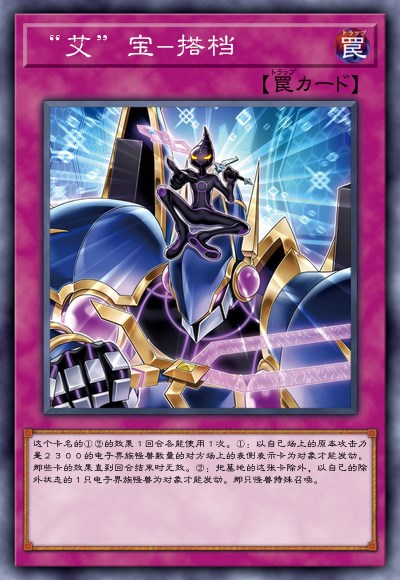 “艾”宝-搭档
罠
トラップ
【罠カード】
トラップ
这个卡名的①②的效果1回合各能使用1次。①：以自己场上的原本攻击力
是2300的电子界族怪兽数量的对方场上的表侧表示卡为对象才能发动。
那些卡的效果直到回合结束时无效。②：把墓地的这张卡除外，以自己的除
外状态的1只电子界族怪兽为对象才能发动。那只怪兽特殊召唤。